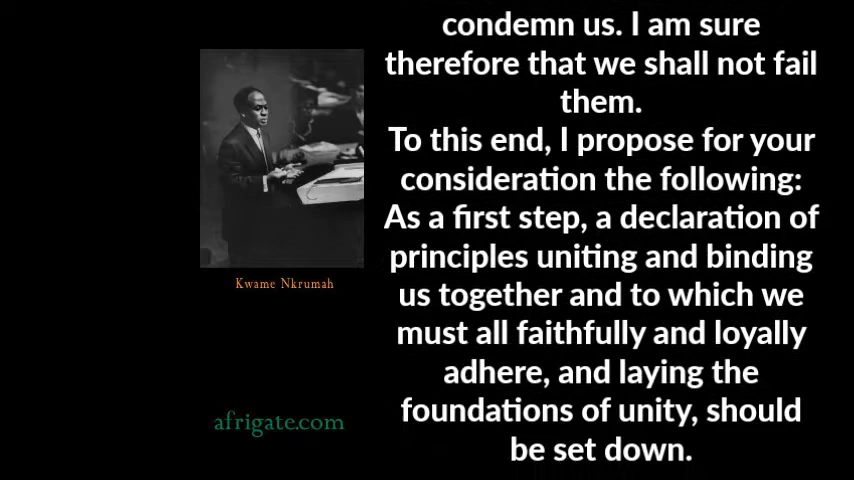 condemn us. I am sure
therefore that we shall not fail
them.
To this end, I propose for your
consideration the following:
As a first step, a declaration of
principles uniting and binding
us together and to which we
must all faithfully and loyally
adhere, and laying the
foundations of unity, should
be set down.
Kwame Nkrumah
afrigate.com